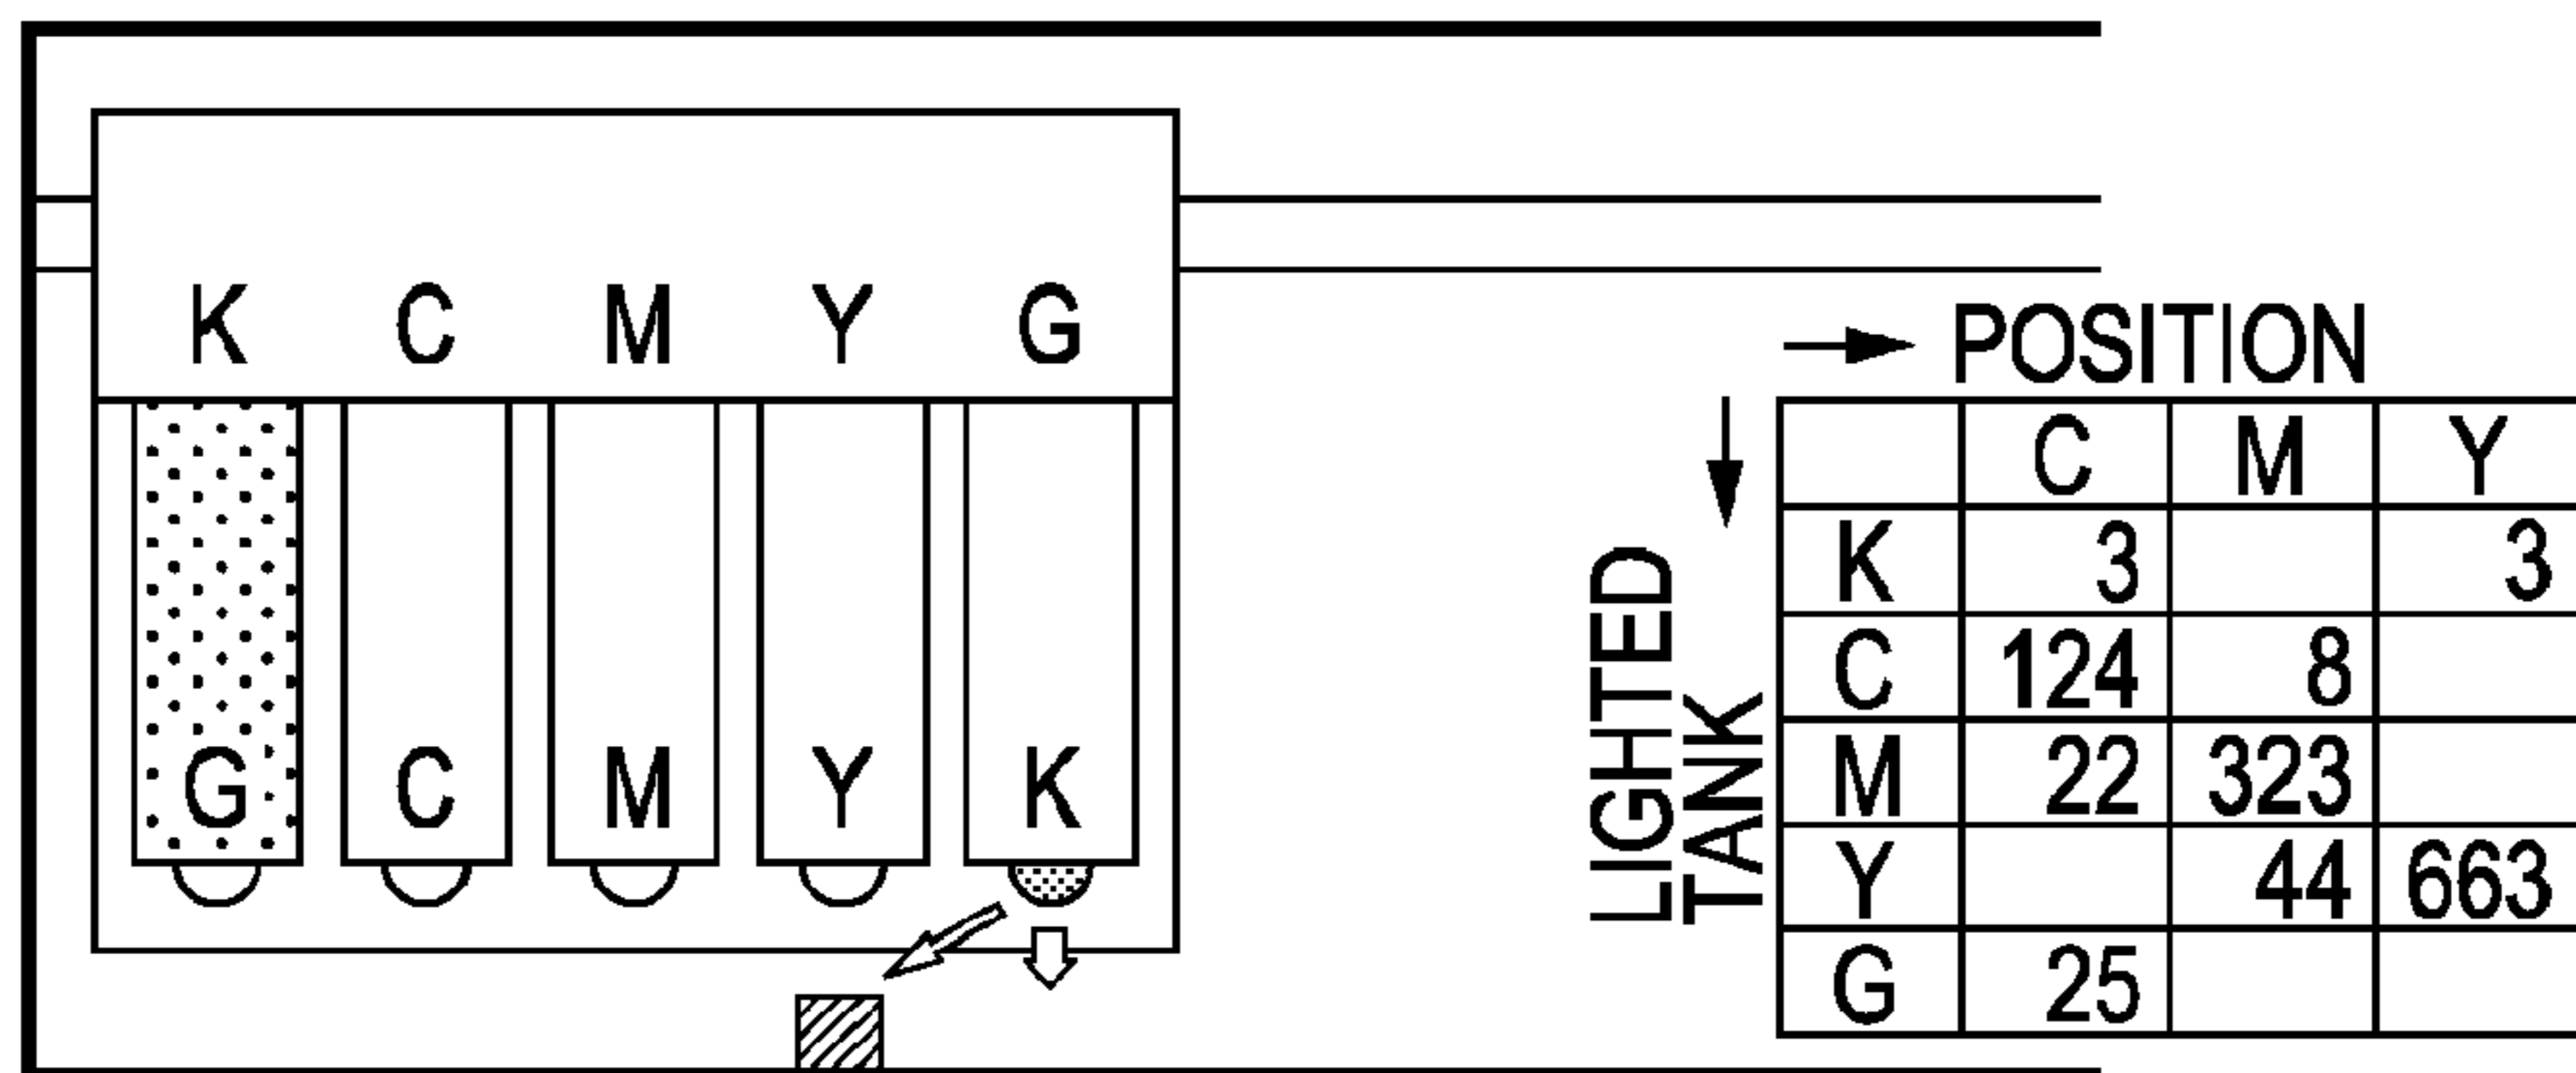 K C M Y G
G C M Y K
POSITION
LIGHTED
TANK
C M Y
K 3 3
C 124 8
M 22 323
Y 44 663
G 25